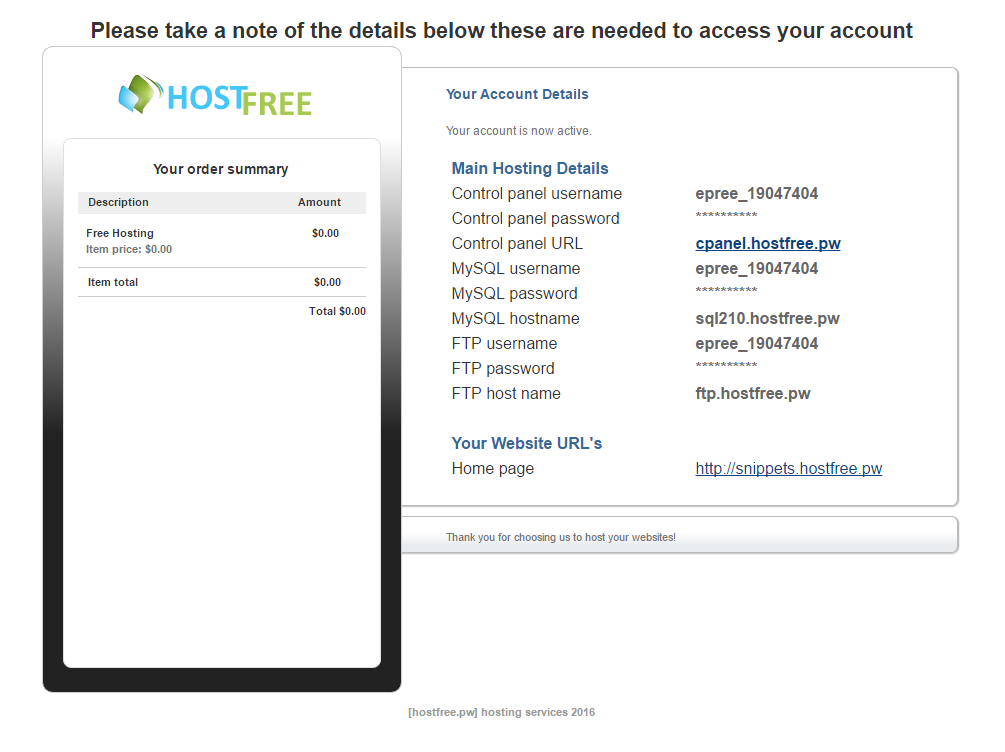 Please take a note of the details below these are needed to access your account
HOSTFREE
Your order summary
Description Amount
Free Hosting $0.00
Item price: $0.00
Item total $0.00
Total $0.00
Your Account Details
Your account is now active.
Main Hosting Details
Control panel username epree_19047404
Control panel password **********
Control panel URL cpanel.hostfree.pw
MySQL username epree_19047404
MySQL password **********
MySQL hostname sql210.hostfree.pw
FTP username epree_19047404
FTP password **********
FTP host name ftp.hostfree.pw
Your Website URL's
Home page http://snippets.hostfree.pw
Thank you for choosing us to host your websites!
[hostfree.pw] hosting services 2016